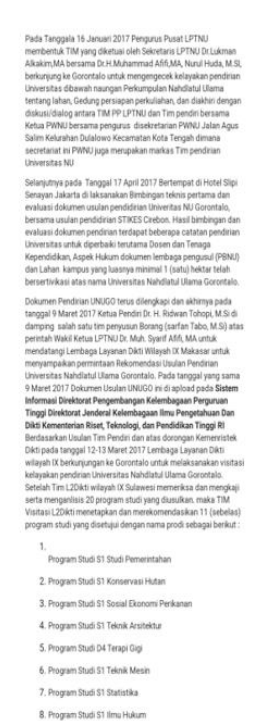 Pada Tanggala 16 Januari 2017 Pengurus Pusat LPTNU
membentuk TIM yang diketuai oleh Sekretaris LPTNU Dr.Lukman
Alkakim,MA bersama Dr.H.Muhammad Afifi,MA, Nurul Huda, M.SI,
berkunjung ke Gorontalo untuk mengengecek kelayakan pendirian
Universitas dibawah naungan Perkumpulan Nahdlatul Ulama
tentang lahan, Gedung persiapan perkuliahan, dan diakhiri dengan
diskusi/dialog antara TIM PP LPTNU dan Tim pendiri bersama
Ketua PWNU bersama pengurus disekretarian PWNU Jalan Agus
Salim Kelurahan Dulalowo Kecamatan Kota Tengah dimana
secretariat ini PWNU juga merupakan markas Tim pendirian
Universitas NU
Selanjutnya pada Tanggal 17 April 2017 Bertempat di Hotel Slipi
Senayan Jakarta di laksanakan Bimbingan teknis pertama dan
evaluasi dokumen usulan pendidirian Univeritas NU Gorontalo,
bersama usulan pendidirian STIKES Cirebon. Hasil bimbingan dan
evaluasi dokumen pendirian terdapat beberapa catatan pendirian
Universitas untuk diperbaiki terutama Dosen dan Tenaga
Kependidikan, Aspek Hukum dokumen lembaga pengusul (PBNU)
dan Lahan kampus yang luasnya minimal 1 (satu) hektar telah
bersertivikasi atas nama Universitas Nahdlatul Ulama Gorontalo.
Dokumen Pendirian UNUGO terus dilengkapi dan akhirnya pada
tanggal 9 Maret 2017 Ketua Pendiri Dr. H. Ridwan Tohopi, M.Si di
damping salah satu tim penyusun Borang (sarfan Tabo, M.Si) atas
perintah Wakil Ketua LPTNU Dr. Muh. Syarif Afifi, MA untuk
mendatangi Lembaga Layanan Dikti Wilayah IX Makasar untuk
menyampaikan permintaan Rekomendasi Usulan Pendirian
Universitas Nahdlatul Ulama Gorontalo. Pada tanggal yang sama
9 Maret 2017 Dokumen Usulan UNUGO ini di apload pada Sistem
Informasi Direktorat Pengembangan Kelembagaan Perguruan
Tinggi Direktorat Jenderal Kelembagaan Ilmu Pengetahuan Dan
Dikti Kementerian Riset, Teknologi, dan Pendidikan Tinggi RI
Berdasarkan Usulan Tim Pendiri dan atas dorongan Kemenristek
Dikti pada tanggal 12-13 Maret 2017 Lembaga Layanan Dikti
wilayah IX berkunjungan ke Gorontalo untuk melaksanakan visitasi
kelayakan pendirian Universitas Nahdlatul Ulama Gorontalo.
Setelah Tim L2Dikti wilayah IX Sulawesi memeriksa dan mengkaji
serta menganlisis 20 program studi yang diusulkan, maka TIM
Visitasi L2Dikti menetapkan dan merekomendasikan 11 (sebelas)
program studi yang disetujui dengan nama prodi sebagai berikut :
1.
Program Studi S1 Studi Pemerintahan
2. Program Studi S1 Konservasi Hutan
3. Program Studi S1 Sosial Ekonomi Perikanan
4. Program Studi S1 Teknik Arsitektur
5. Program Studi D4 Terapi Gigi
6. Program Studi S1 Teknik Mesin
7. Program Studi S1 Statistika
8. Program Studi S1 Ilmu Hukum